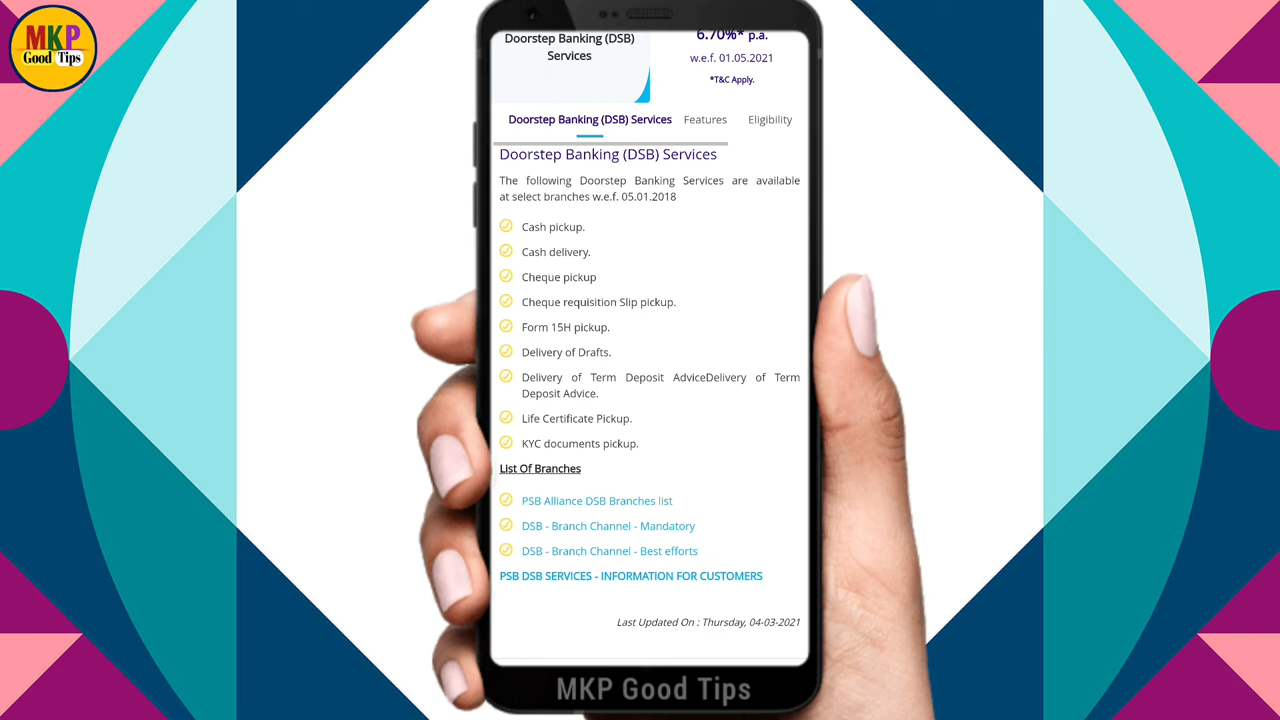 MKP
Good Tips
Doorstep Banking (DSB)
Services
6.70%* p.a.
w.e.f. 01.05.2021
*T&C Apply.
Doorstep Banking (DSB) Services Features Eligibility
Doorstep Banking (DSB) Services
The following Doorstep Banking Services are available
at select branches w.e.f. 05.01.2018
Cash pickup.
Cash delivery.
Cheque pickup
Cheque requisition Slip pickup.
Form 15H pickup.
Delivery of Drafts.
Delivery of Term Deposit AdviceDelivery of Term
Deposit Advice.
Life Certificate Pickup.
KYC documents pickup.
List Of Branches
PSB Alliance DSB Branches list
DSB - Branch Channel - Mandatory
DSB - Branch Channel - Best efforts
PSB DSB SERVICES - INFORMATION FOR CUSTOMERS
Last Updated On : Thursday, 04-03-2021
MKP Good Tips